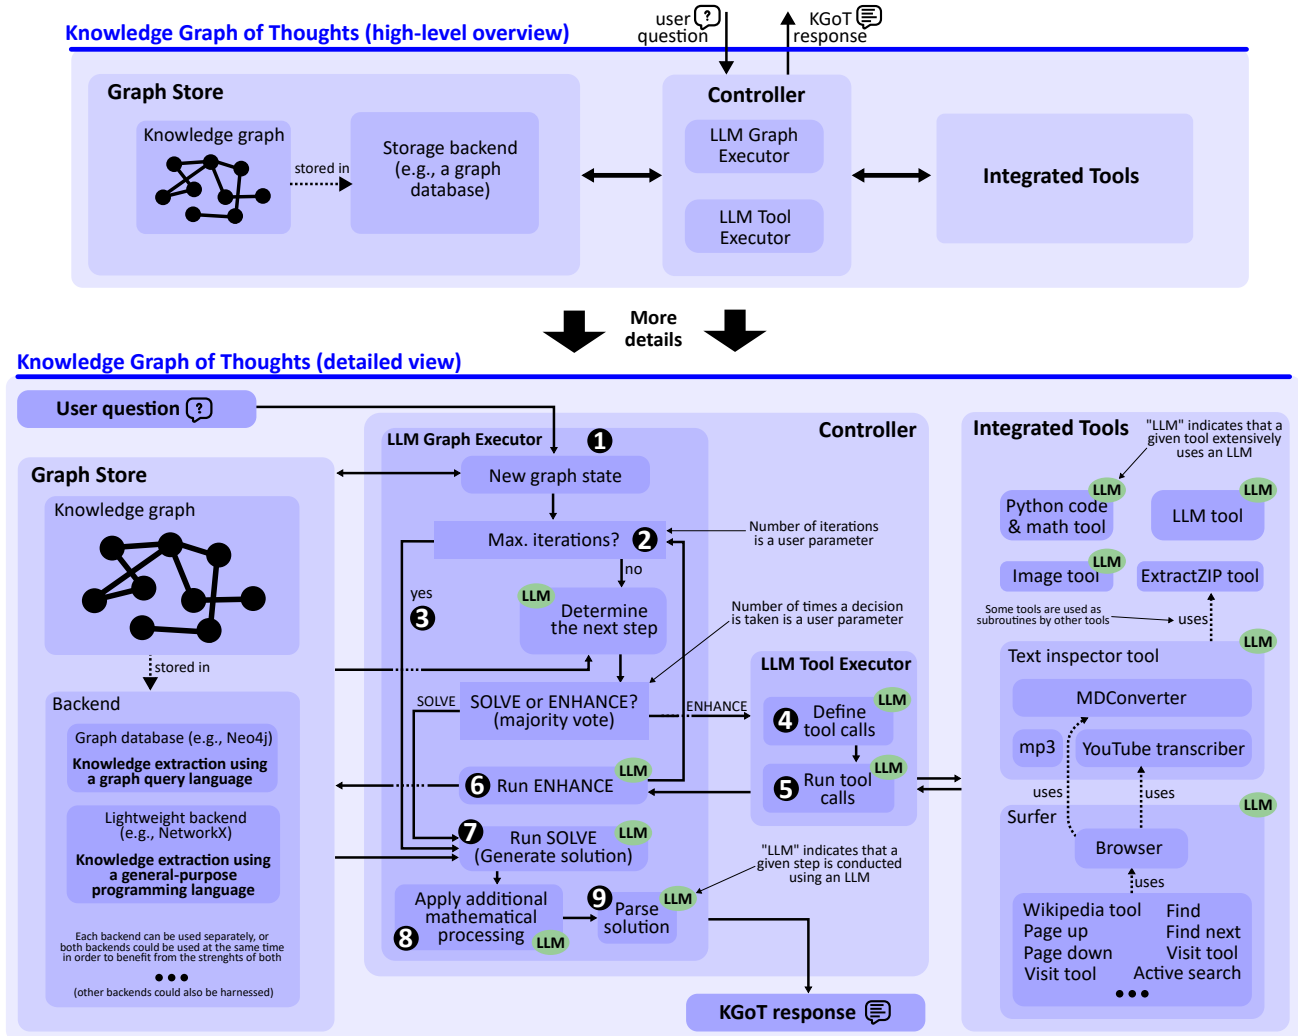 user
question
KGoT
response
Knowledge Graph of Thoughts (high-level overview)
Graph Store
Knowledge graph
stored in
Storage backend
(e.g., a graph
database)
Controller
LLM Graph
Executor
LLM Tool
Executor
Integrated Tools
More
details
Knowledge Graph of Thoughts (detailed view)
User question
Graph Store
Knowledge graph
stored in
Backend
Graph database (e.g., Neo4j)
Knowledge extraction using
a graph query language
Lightweight backend
(e.g., NetworkX)
Knowledge extraction using
a general-purpose
programming language
Each backend can be used separately, or
both backends could be used at the same time
in order to benefit from the strenghts of both
(other backends could also be harnessed)
Controller
LLM Graph Executor
1
New graph state
Max. iterations?
2
Number of iterations
is a user parameter
no
yes
3
LLM
Determine
the next step
Number of times a decision
is taken is a user parameter
SOLVE
SOLVE or ENHANCE?
(majority vote)
ENHANCE
LLM Tool Executor
4
Define
tool calls
LLM
5
Run tool
calls
LLM
6
Run ENHANCE
LLM
7
Run SOLVE
(Generate solution)
LLM
"LLM" indicates that a
given step is conducted
using an LLM
8
Apply additional
mathematical
processing
LLM
9
Parse
solution
LLM
KGoT response
Integrated Tools
"LLM" indicates that a
given tool extensively
uses an LLM
Python code
& math tool
LLM
LLM tool
LLM
Image tool
LLM
ExtractZIP tool
Some tools are used as
subroutines by other tools
uses
LLM
Text inspector tool
MDConverter
mp3
YouTube transcriber
uses
uses
Surfer
LLM
Browser
uses
Wikipedia tool
Find
Page up
Find next
Page down
Visit tool
Visit tool
Active search